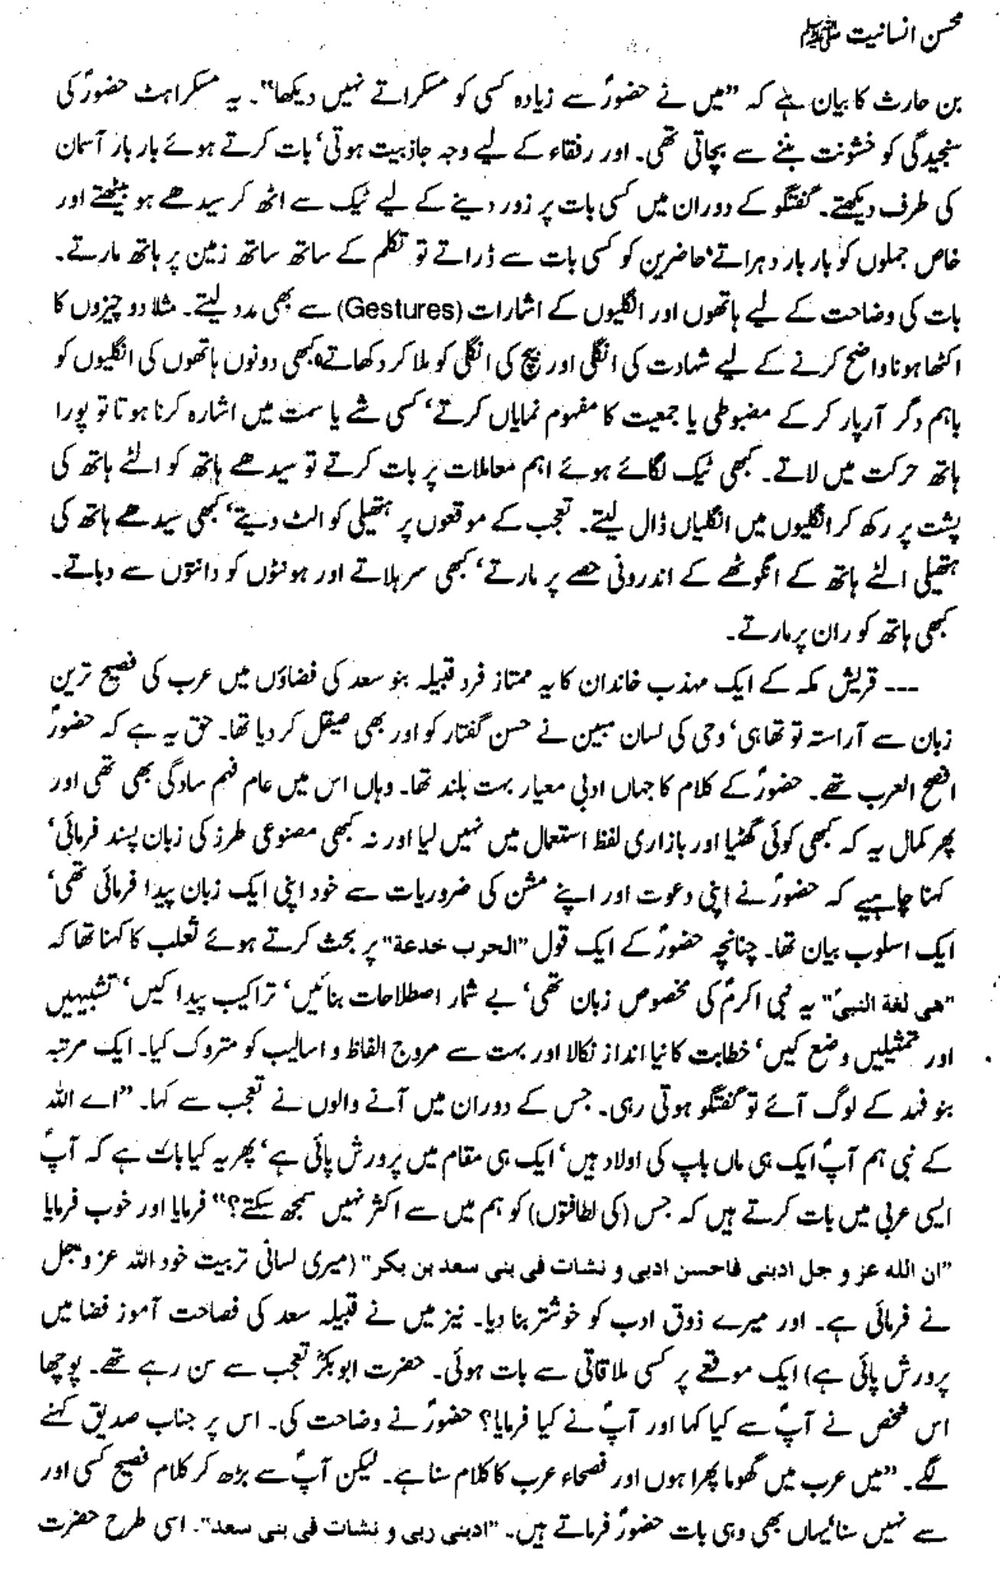 محسن انسانیت ﷺ
بن حارث کا بیان ہے کہ ”میں نے حضورؐ سے زیادہ کسی کو مسکراتے نہیں دیکھا“۔ یہ مسکراہٹ حضورؐ کی
سنجیدگی کو خشونت بننے سے بچاتی تھی۔ اور رفقاء کے لیے وجہ جاذبیت ہوتی‘ بات کرتے ہوئے بار بار آسمان
کی طرف دیکھتے۔ گفتگو کے دوران میں کسی بات پر زور دینے کے لیے ٹیک سے اٹھ کر سیدھے ہو بیٹھتے اور
خاص جملوں کو بار بار دہراتے‘ حاضرین کو کسی بات سے ڈراتے تو تکلم کے ساتھ ساتھ زمین پر ہاتھ مارتے۔
بات کی وضاحت کے لیے ہاتھوں اور انگلیوں کے اشارات (Gestures) سے بھی مدد لیتے۔ مثلا دو چیزوں کا
اکٹھا ہونا واضح کرنے کے لیے شہادت کی انگلی اور بیچ کی انگلی کو ملا کر دکھاتے‘ کبھی دونوں ہاتھوں کی انگلیوں کو
باہم دگر آرپار کر کے مضبوطی یا جمعیت کا مفہوم نمایاں کرتے‘ کسی شے یا سمت میں اشارہ کرنا ہوتا تو پورا
ہاتھ حرکت میں لاتے۔ کبھی ٹیک لگائے ہوئے اہم معاملات پر بات کرتے تو سیدھے ہاتھ کو الٹے ہاتھ کی
پشت پر رکھ کر انگلیوں میں انگلیاں ڈال لیتے۔ تعجب کے موقعوں پر ہتھیلی کو الٹ دیتے‘ کبھی سیدھے ہاتھ کی
ہتھیلی الٹے ہاتھ کے انگوٹھے کے اندرونی حصے پر مارتے‘ کبھی سر ہلاتے اور ہونٹوں کو دانتوں سے دباتے۔
کبھی ہاتھ کو ران پر مارتے۔
--- قریش مکہ کے ایک مہذب خاندان کا یہ ممتاز فرد قبیلہ بنو سعد کی فضاؤں میں عرب کی فصیح ترین
زبان سے آراستہ تو تھا ہی‘ وحی کی لسان مبین نے حسن گفتار کو اور بھی صیقل کر دیا تھا۔ حق یہ ہے کہ حضورؐ
افصح العرب تھے۔ حضورؐ کے کلام کا جہاں ادبی معیار بہت بلند تھا۔ وہاں اس میں عام فہم سادگی بھی تھی اور
پھر کمال یہ کہ کبھی کوئی گھٹیا اور بازاری لفظ استعمال میں نہیں لیا اور نہ کبھی مصنوعی طرز کی زبان پسند فرمائی‘
کہنا چاہیے کہ حضورؐ نے اپنی دعوت اور اپنے مشن کی ضروریات سے خود اپنی ایک زبان پیدا فرمائی تھی‘
ایک اسلوب بیان تھا۔ چنانچہ حضورؐ کے ایک قول "الحرب خدعة" پر بحث کرتے ہوئے ثعلب کا کہنا تھا کہ
"هی لغة النبیؐ" یہ نبی اکرمؐ کی مخصوص زبان تھی‘ بے شمار اصطلاحات بنائیں‘ تراکیب پیدا کیں‘ تشبیہیں
اور تمثیلیں وضع کیں‘ خطابت کا نیا انداز نکالا اور بہت سے مروج الفاظ و اسالیب کو متروک کیا۔ ایک مرتبہ
بنو فہد کے لوگ آئے تو گفتگو ہوتی رہی۔ جس کے دوران میں آنے والوں نے تعجب سے کہا۔ ”اے اللہ
کے نبی ہم آپؐ ایک ہی ماں باپ کی اولاد ہیں‘ ایک ہی مقام میں پرورش پائی ہے‘ پھر یہ کیا بات ہے کہ آپؐ
ایسی عربی میں بات کرتے ہیں کہ جس (کی لطافتوں) کو ہم میں سے اکثر نہیں سمجھ سکتے؟“ فرمایا اور خوب فرمایا
"ان الله عز و جل ادبنی فاحسن ادبی و نشات فی بنی سعد بن بکر" (میری لسانی تربیت خود اللہ عز و جل
نے فرمائی ہے۔ اور میرے ذوق ادب کو خوشتر بنا دیا۔ نیز میں نے قبیلہ سعد کی فصاحت آموز فضا میں
پرورش پائی ہے) ایک موقعے پر کسی ملاقاتی سے بات ہوئی۔ حضرت ابوبکرؓ تعجب سے سن رہے تھے۔ پوچھا
اس شخص نے آپؐ سے کیا کہا اور آپؐ نے کیا فرمایا؟ حضورؐ نے وضاحت کی۔ اس پر جناب صدیق کہنے
لگے۔ ”میں عرب میں گھوما پھرا ہوں اور فصحاء عرب کا کلام سنا ہے۔ لیکن آپؐ سے بڑھ کر کلام فصیح کسی اور
سے نہیں سنا‘ یہاں بھی وہی بات حضورؐ فرماتے ہیں۔ "ادبنی ربی و نشات فی بنی سعد"۔ اسی طرح حضرت